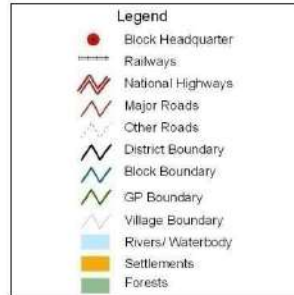 Legend
Block Headquarter
Railways
National Highways
Major Roads
Other Roads
District Boundary
Block Boundary
GP Boundary
Village Boundary
Rivers/ Waterbody
Settlements
Forests